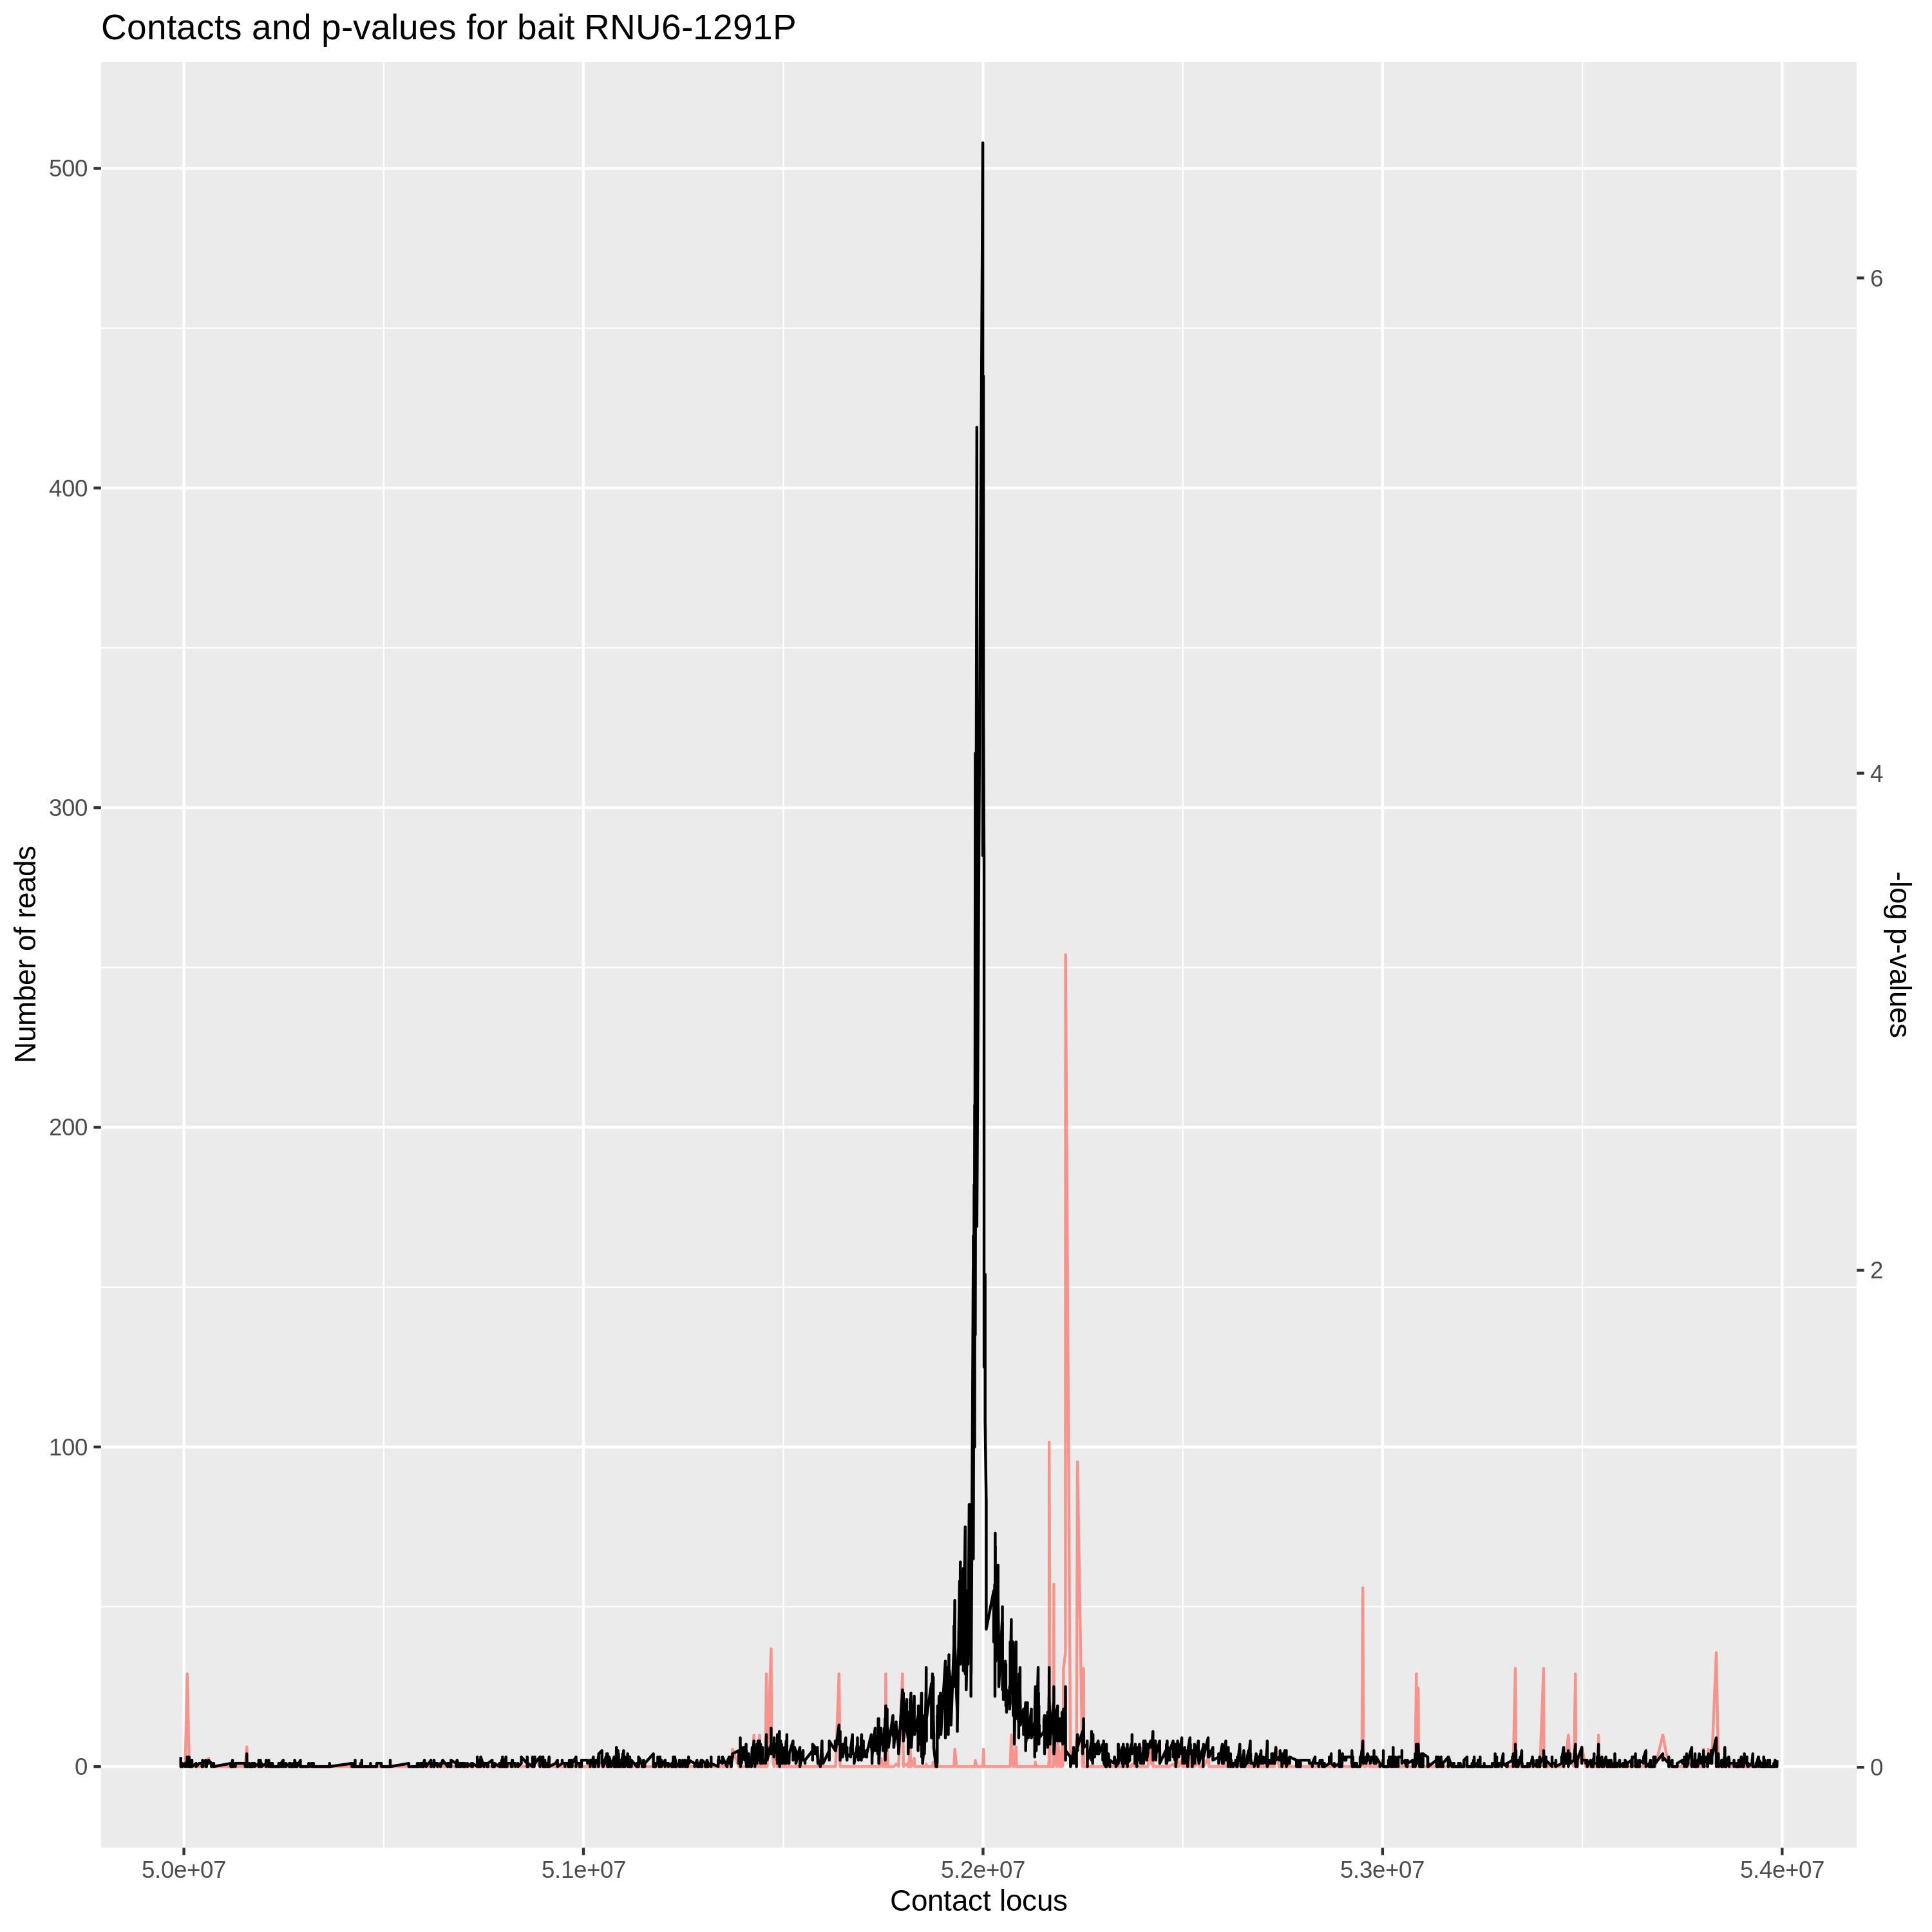 Contacts and p-values for bait RNU6-1291P
500
400
300
200
100
0
6
4
2
0
Number of reads
-log p-values
5.0e+07
5.1e+07
5.2e+07
5.3e+07
5.4e+07
Contact locus